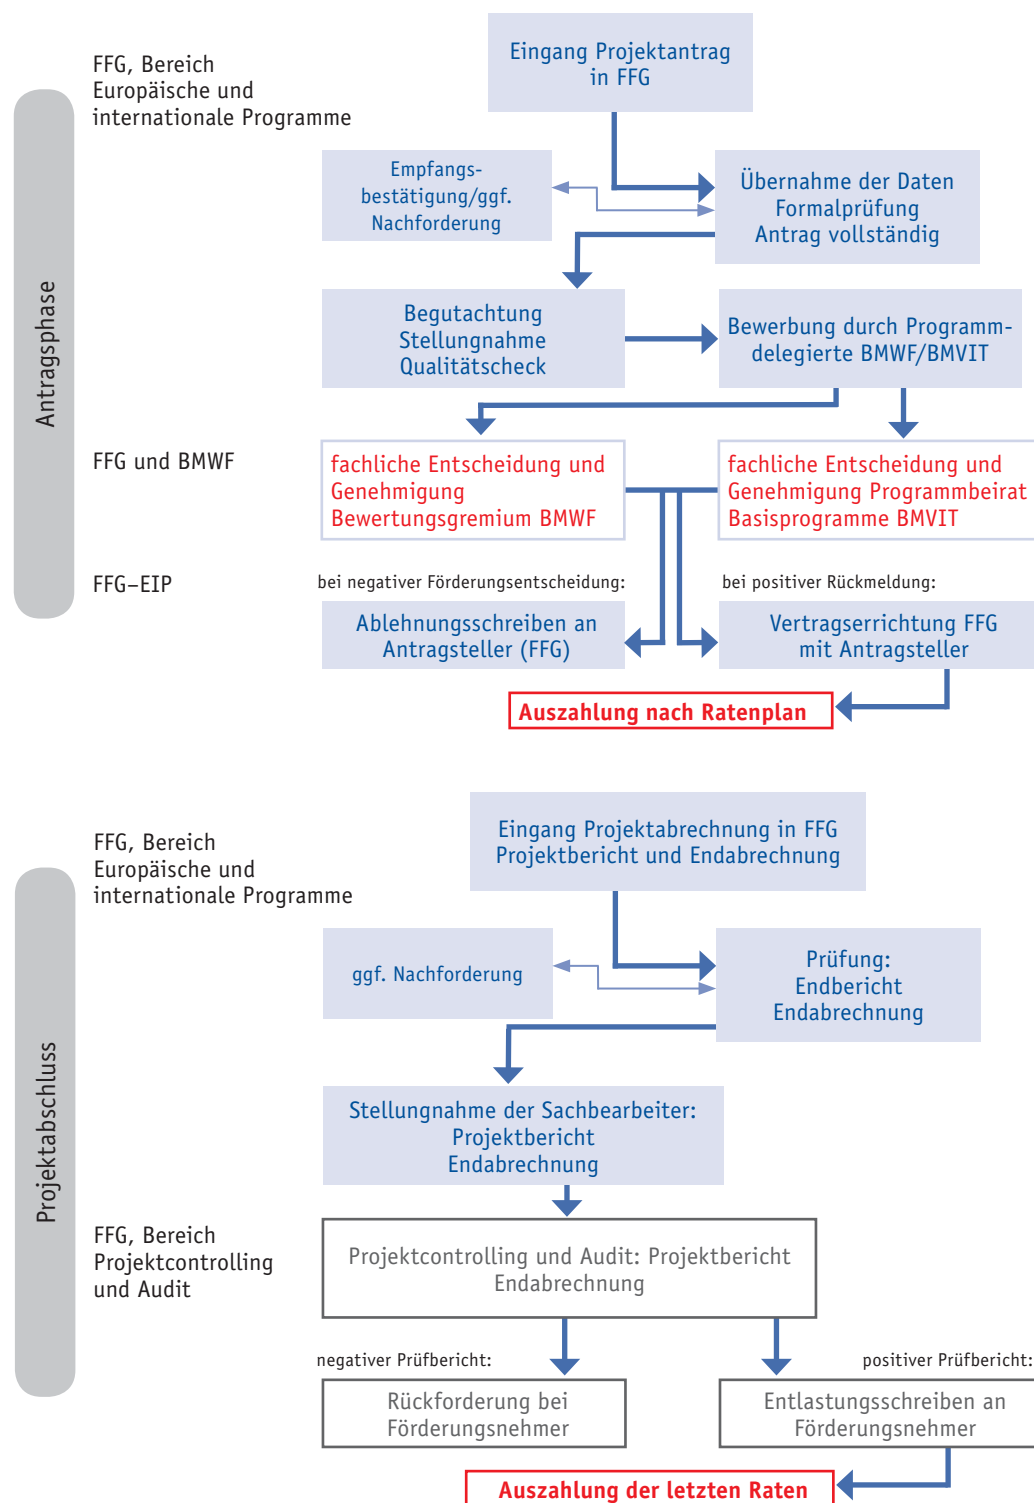 FFG, Bereich
Europäische und
internationale Programme
Eingang Projektantrag
in FFG
Empfangs-
bestätigung/ggf.
Nachforderung
Übernahme der Daten
Formalprüfung
Antrag vollständig
Antragsphase
Begutachtung
Stellungnahme
Qualitätscheck
Bewerbung durch Programm-
delegierte BMWF/BMVIT
FFG und BMWF
fachliche Entscheidung und
Genehmigung
Bewertungsgremium BMWF
fachliche Entscheidung und
Genehmigung Programmbeirat
Basisprogramme BMVIT
FFG–EIP
bei negativer Förderungsentscheidung:
bei positiver Rückmeldung:
Ablehnungsschreiben an
Antragsteller (FFG)
Vertragserrichtung FFG
mit Antragsteller
Auszahlung nach Ratenplan
FFG, Bereich
Europäische und
internationale Programme
Eingang Projektabrechnung in FFG
Projektbericht und Endabrechnung
ggf. Nachforderung
Prüfung:
Endbericht
Endabrechnung
Projektabschluss
Stellungnahme der Sachbearbeiter:
Projektbericht
Endabrechnung
FFG, Bereich
Projektcontrolling
und Audit
Projektcontrolling und Audit: Projektbericht
Endabrechnung
negativer Prüfbericht:
positiver Prüfbericht:
Rückforderung bei
Förderungsnehmer
Entlastungsschreiben an
Förderungsnehmer
Auszahlung der letzten Raten